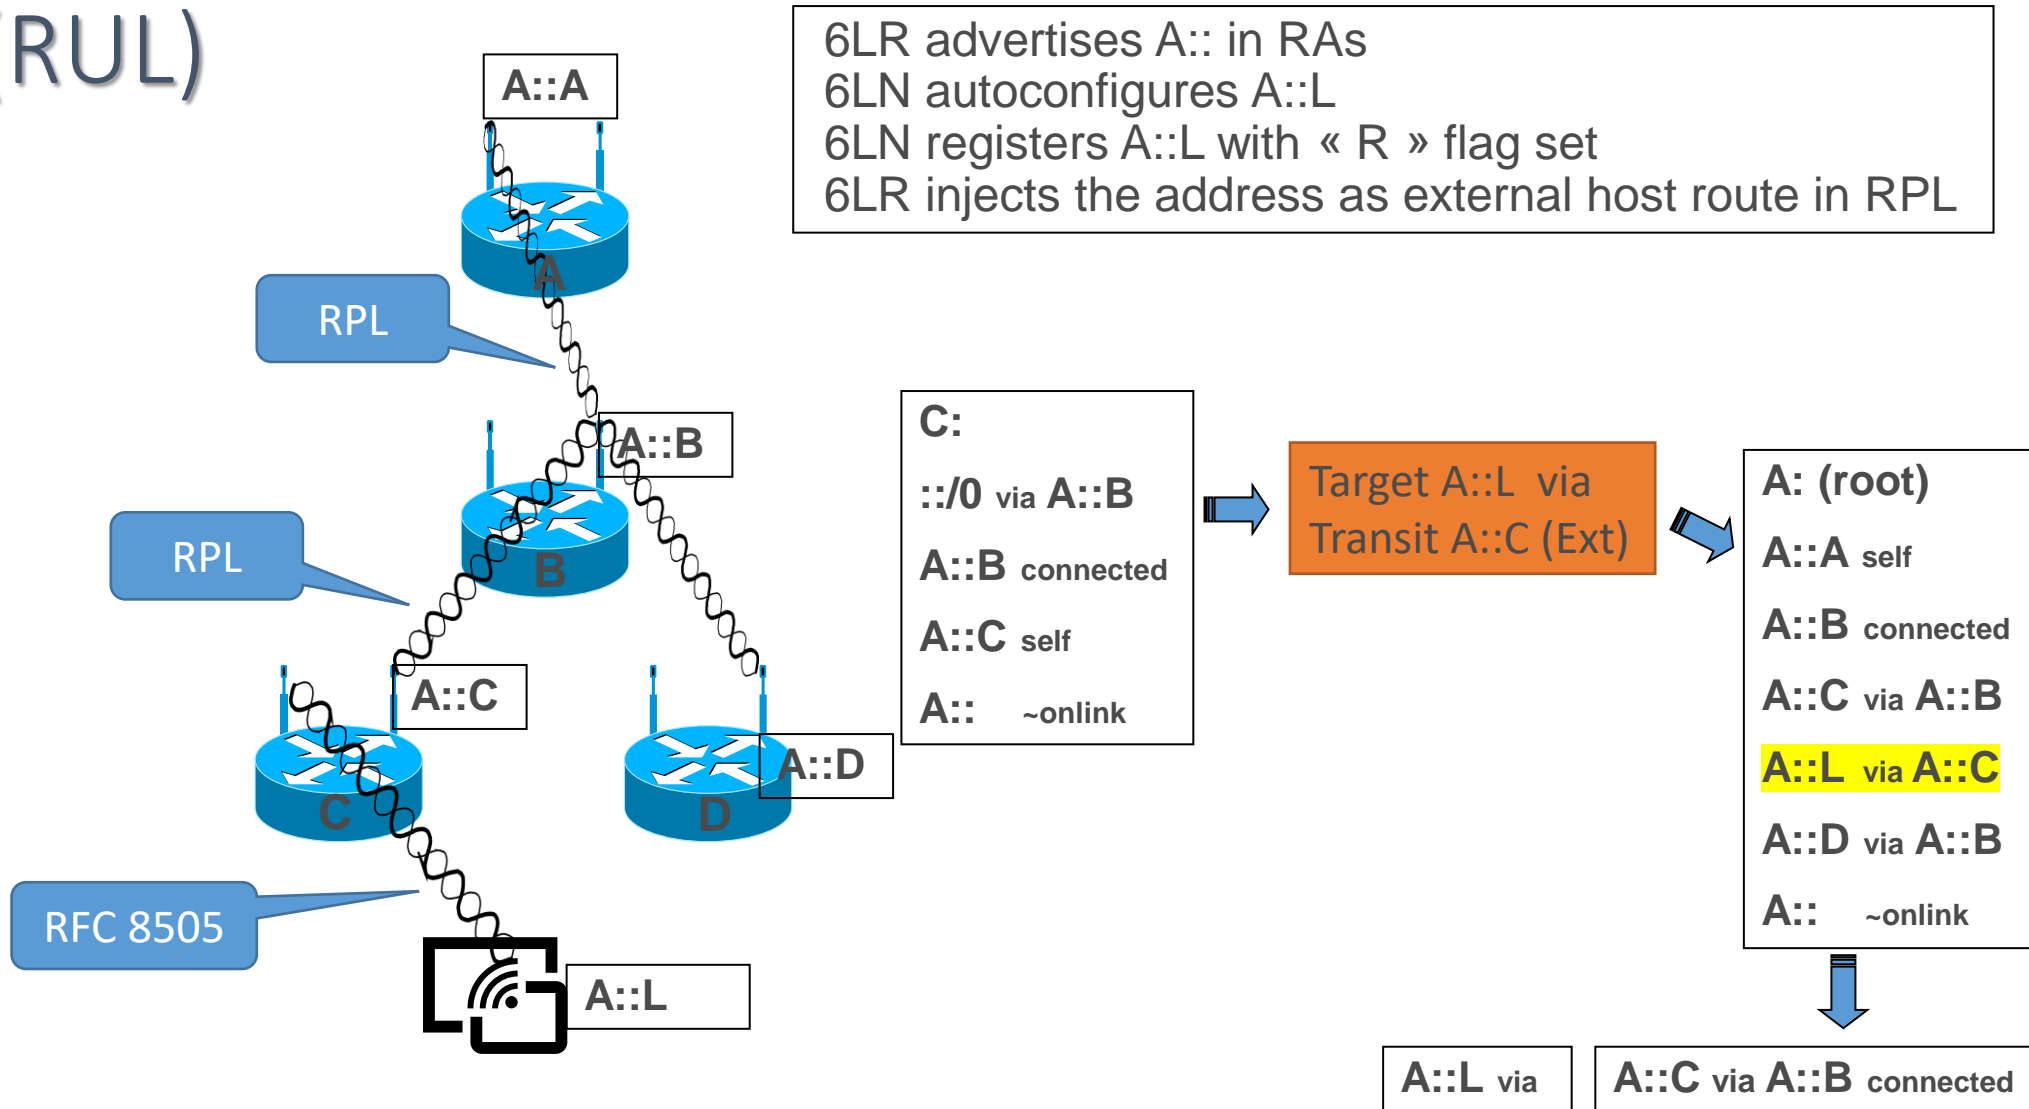 (RUL)
6LR advertises A:: in RAs
6LN autoconfigures A::L
6LN registers A::L with « R » flag set
6LR injects the address as external host route in RPL
A::A
A
RPL
A::B
B
RPL
A::C
C
A::D
D
RFC 8505
A::L
C:
::/0 via A::B
A::B connected
A::C self
A:: ~onlink
Target A::L via
Transit A::C (Ext)
A: (root)
A::A self
A::B connected
A::C via A::B
A::L via A::C
A::D via A::B
A:: ~onlink
A::L via
A::C via A::B connected